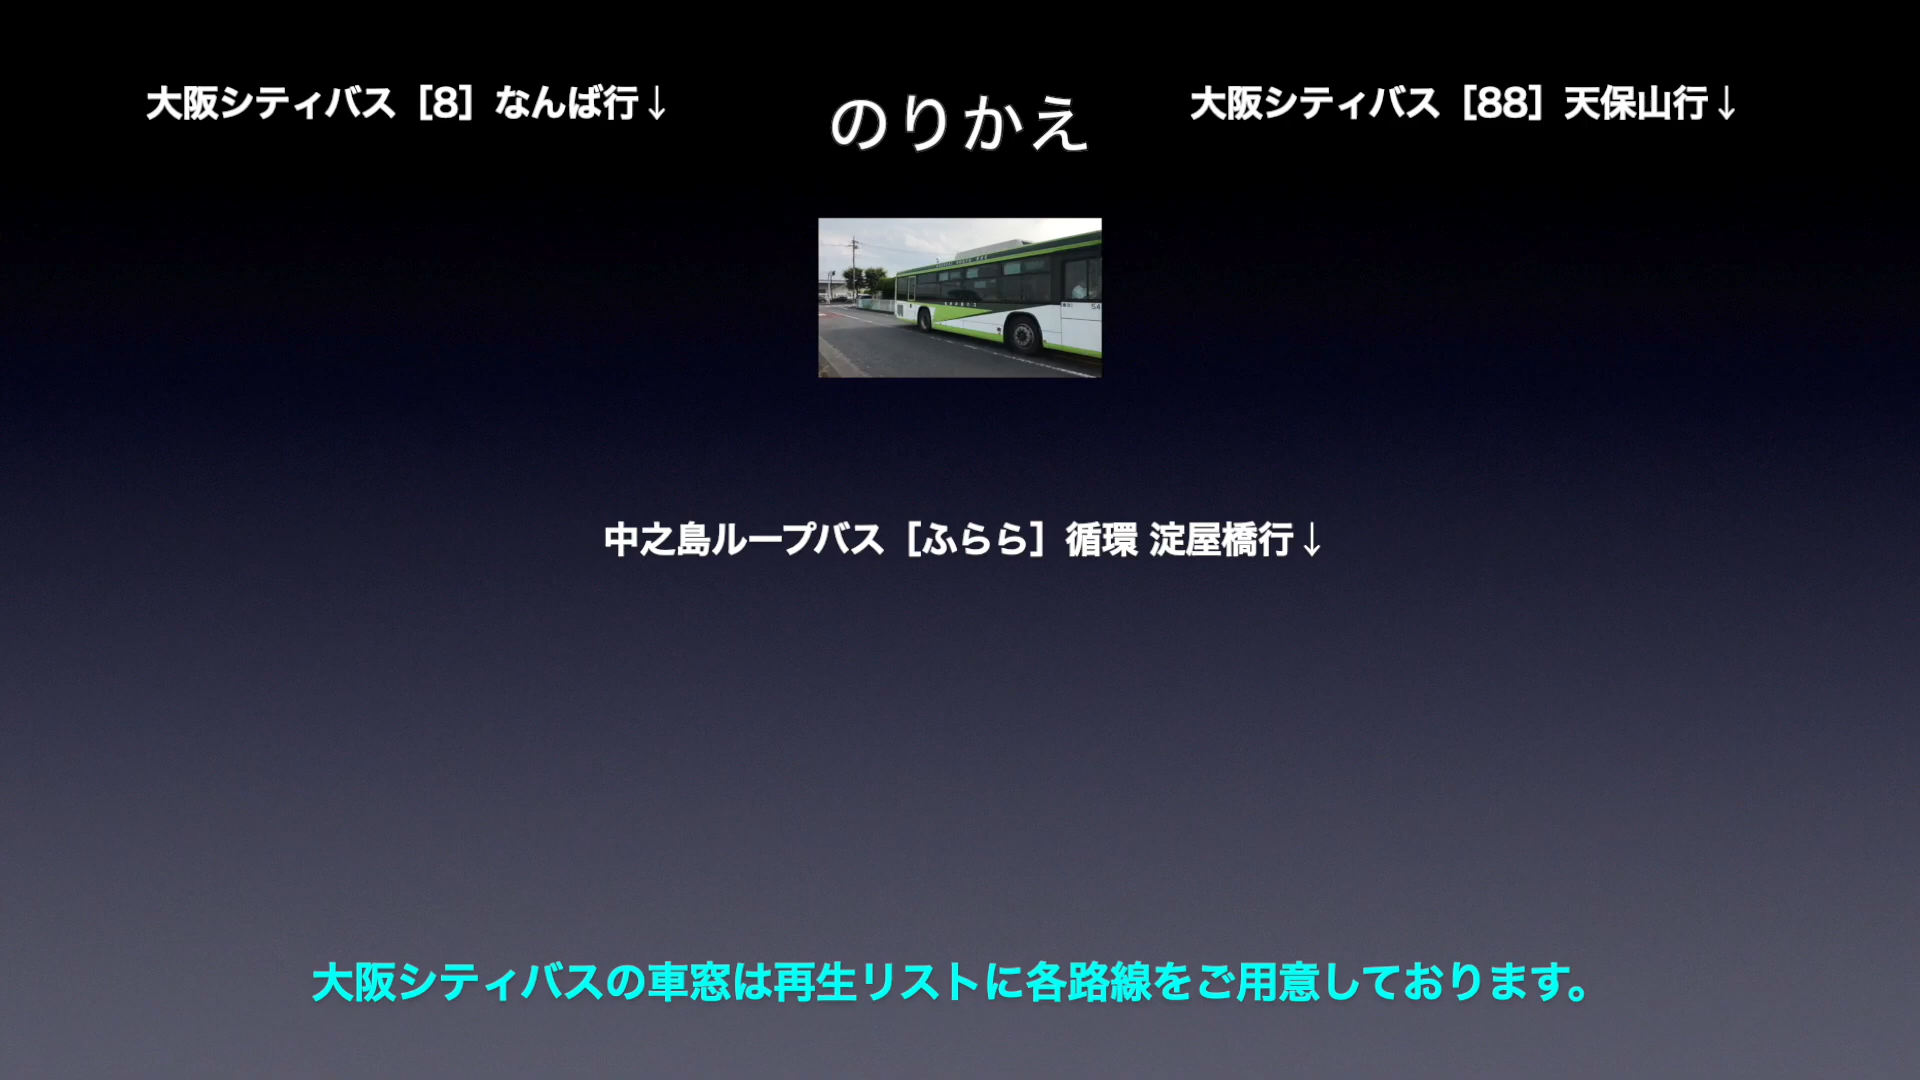 大阪シティバス［8］なんば行↓
のりかえ
大阪シティバス［88］天保山行↓
中之島ループバス［ふらら］循環 淀屋橋行↓
大阪シティバスの車窓は再生リストに各路線をご用意しております。